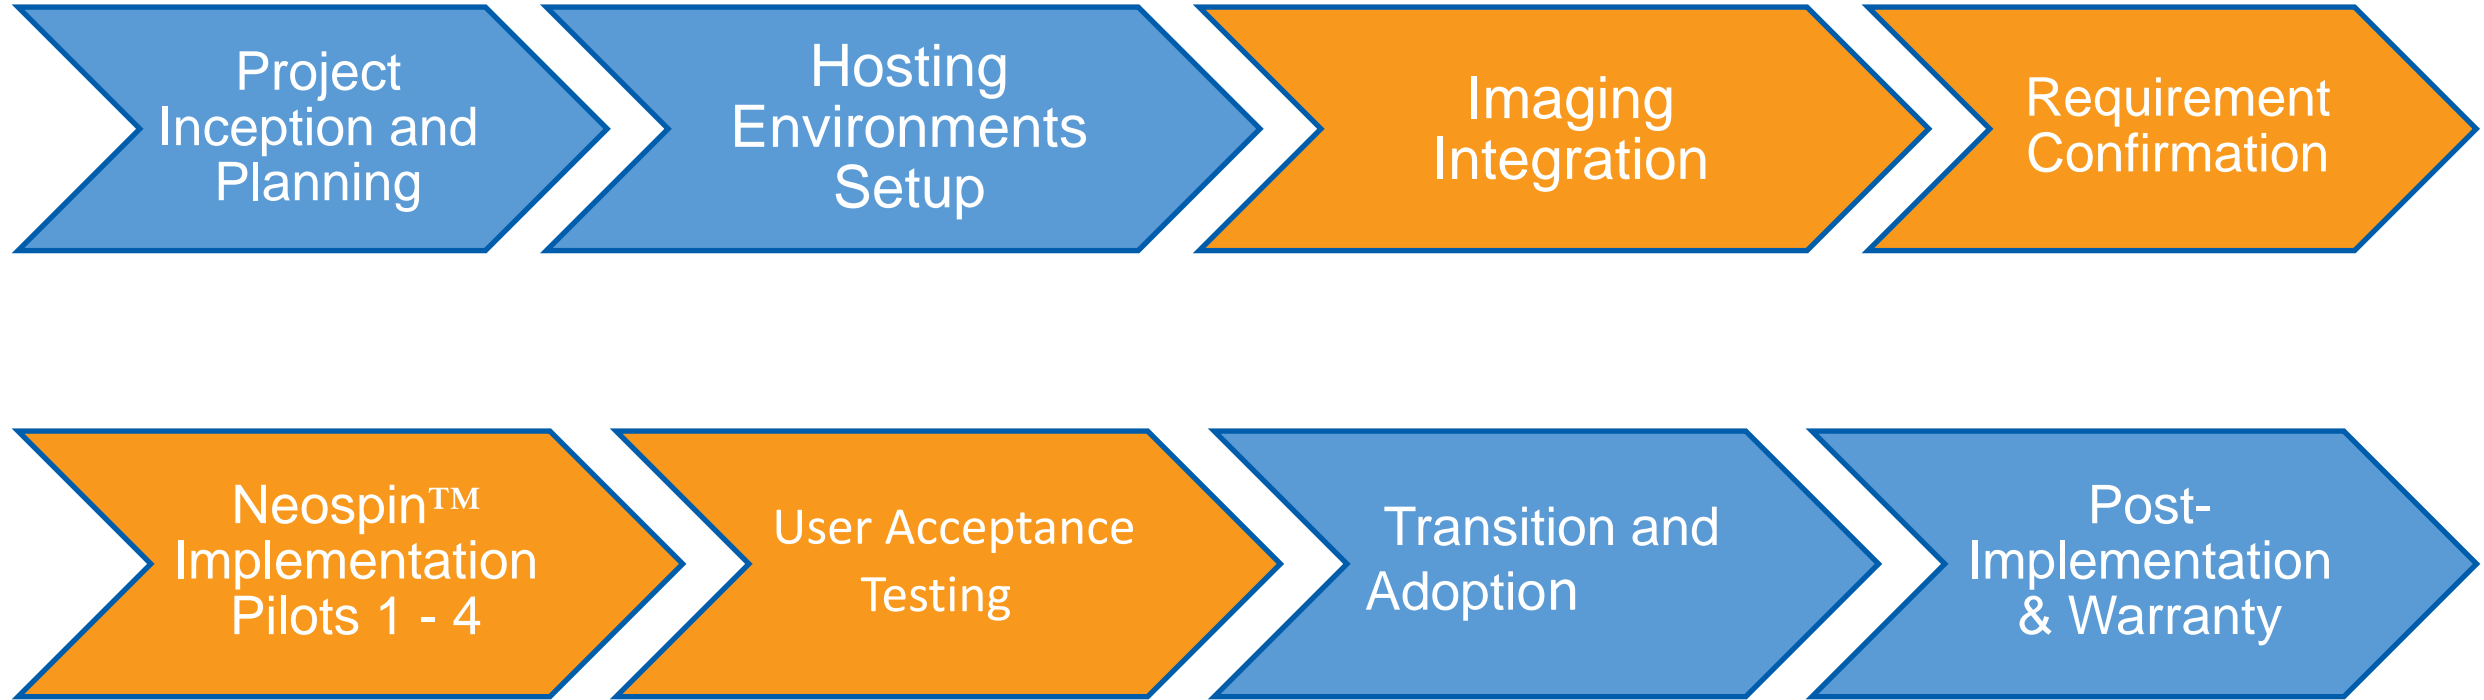 Project
Inception and
Planning
Hosting
Environments
Setup
Imaging
Integration
Requirement
Confirmation
Neospin™
Implementation
Pilots 1 - 4
User Acceptance
Testing
Transition and
Adoption
Post-
Implementation
& Warranty